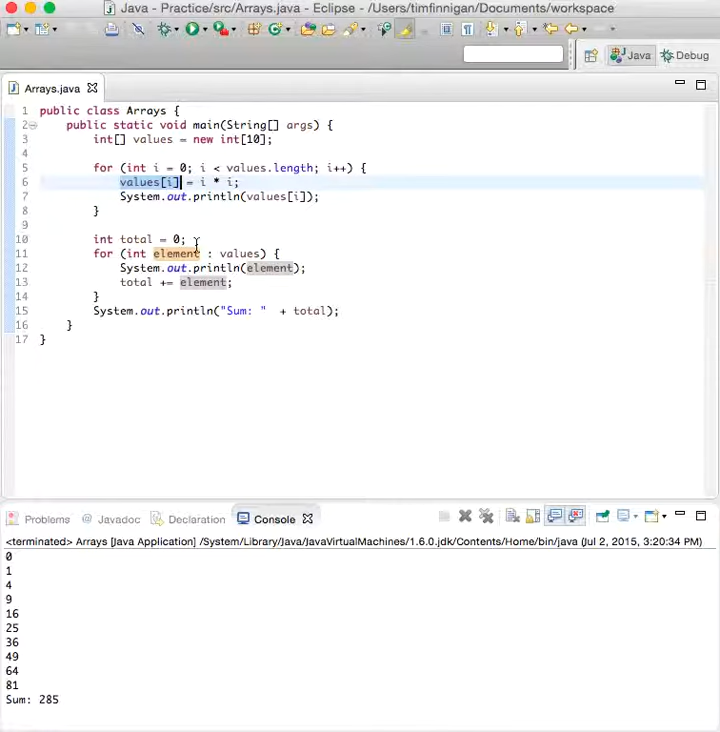 Java - Practice/src/Arrays.java - Eclipse - /Users/timfinnigan/Documents/workspace
Java
Debug
Arrays.java
1 public class Arrays {
2 public static void main(String[] args) {
3 int[] values = new int[10];
4
5 for (int i = 0; i < values.length; i++) {
6 values[i] = i * i;
7 System.out.println(values[i]);
8 }
9
10 int total = 0;
11 for (int element : values) {
12 System.out.println(element);
13 total += element;
14 }
15 System.out.println("Sum: " + total);
16 }
17 }
Problems @ Javadoc Declaration Console
<terminated> Arrays [Java Application] /System/Library/Java/JavaVirtualMachines/1.6.0.jdk/Contents/Home/bin/java (Jul 2, 2015, 3:20:34 PM)
0
1
4
9
16
25
36
49
64
81
Sum: 285